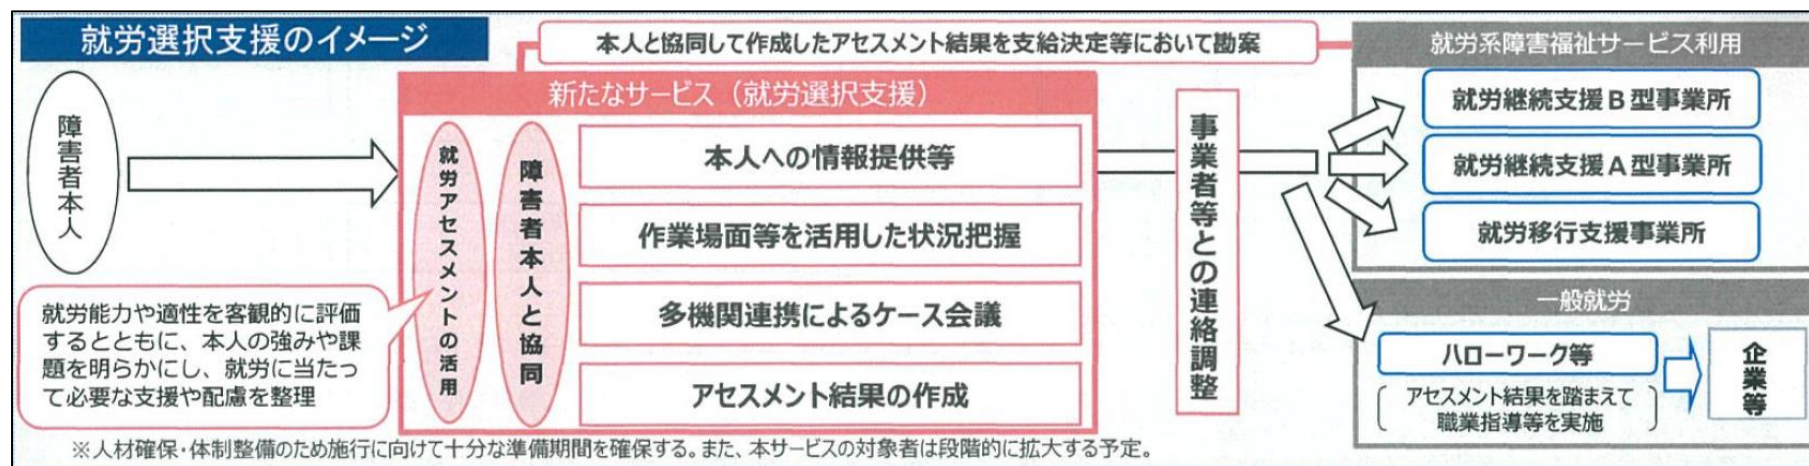 就労選択支援のイメージ
本人と協同して作成したアセスメント結果を支給決定等において勘案
就労系障害福祉サービス利用
障害者本人
新たなサービス（就労選択支援）
就労アセスメントの活用
障害者本人と協同
本人への情報提供等
作業場面等を活用した状況把握
多機関連携によるケース会議
アセスメント結果の作成
事業者等との連絡調整
就労継続支援B型事業所
就労継続支援A型事業所
就労移行支援事業所
一般就労
ハローワーク等
アセスメント結果を踏まえて
職業指導等を実施
企業等
就労能力や適性を客観的に評価
するとともに、本人の強みや課
題を明らかにし、就労に当たっ
て必要な支援や配慮を整理
※人材確保・体制整備のため施行に向けて十分な準備期間を確保する。また、本サービスの対象者は段階的に拡大する予定。